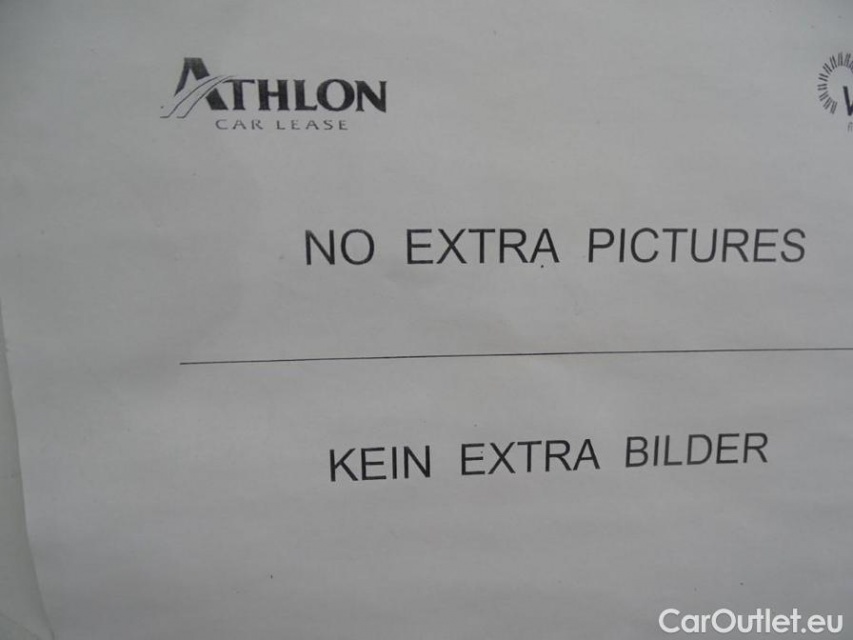 ATHLON
CAR LEASE
NO EXTRA PICTURES
KEIN EXTRA BILDER
CarOutlet.eu